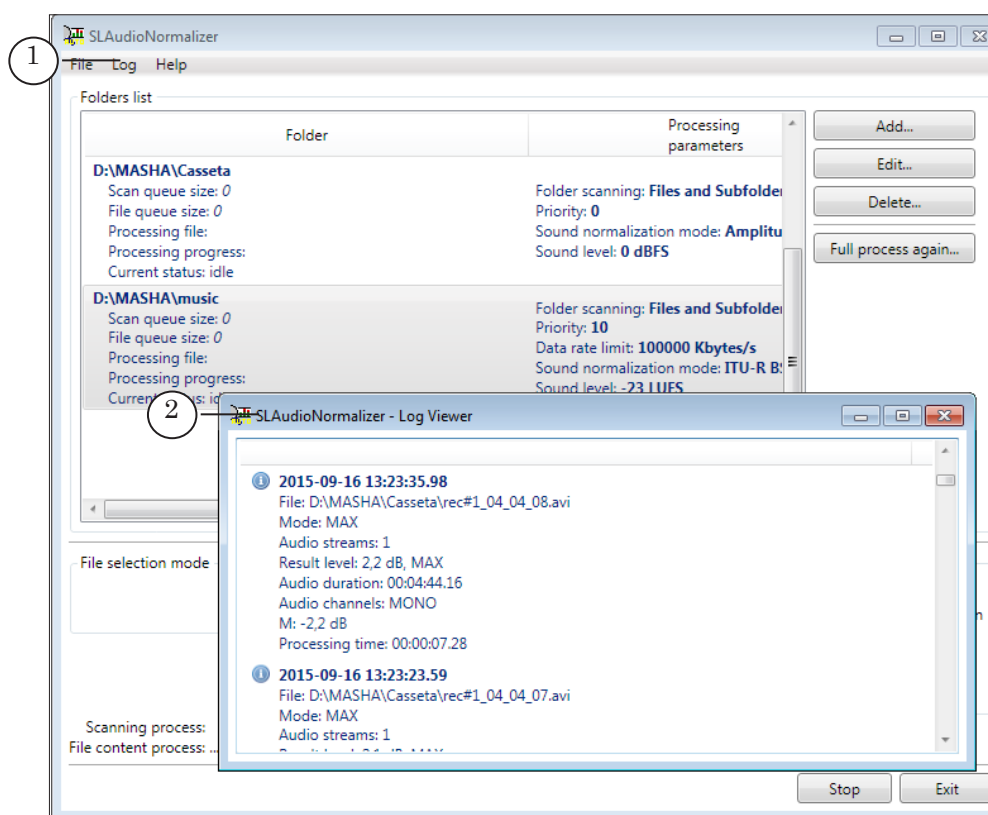 SLAudioNormalizer
1
File Log Help
Folders list
Folder
Processing
parameters
Add...
Edit...
Delete...
Full process again...
D:\MASHA\Casseta
Scan queue size: 0
File queue size: 0
Processing file:
Processing progress:
Current status: idle
Folder scanning: Files and Subfolder
Priority: 0
Sound normalization mode: Amplitu
Sound level: 0 dBFS
D:\MASHA\music
Scan queue size: 0
File queue size: 0
Processing file:
Processing progress:
Folder scanning: Files and Subfolder
Priority: 10
Data rate limit: 100000 Kbytes/s
Sound normalization mode: ITU-R BS
Sound level: -23 LUFS
2
SLAudioNormalizer - Log Viewer
2015-09-16 13:23:35.98
File: D:\MASHA\Casseta\rec#1_04_04_08.avi
Mode: MAX
Audio streams: 1
Result level: 2,2 dB, MAX
Audio duration: 00:04:44.16
Audio channels: MONO
M: -2,2 dB
Processing time: 00:00:07.28
2015-09-16 13:23:23.59
File: D:\MASHA\Casseta\rec#1_04_04_07.avi
Mode: MAX
Audio streams: 1
File selection mode
Scanning process:
File content process: ...
n
Stop
Exit